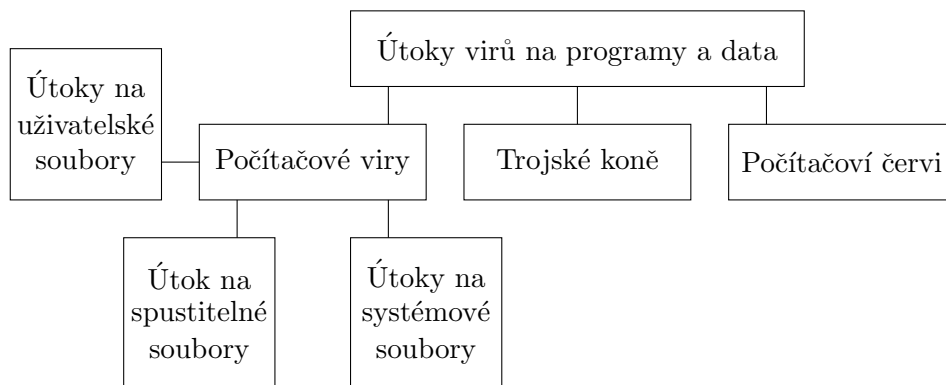 Útoky virů na programy a data
Útoky na
uživatelské
soubory
Počítačové viry
Trojské koně
Počítačoví červi
Útok na
spustitelné
soubory
Útoky na
systémové
soubory